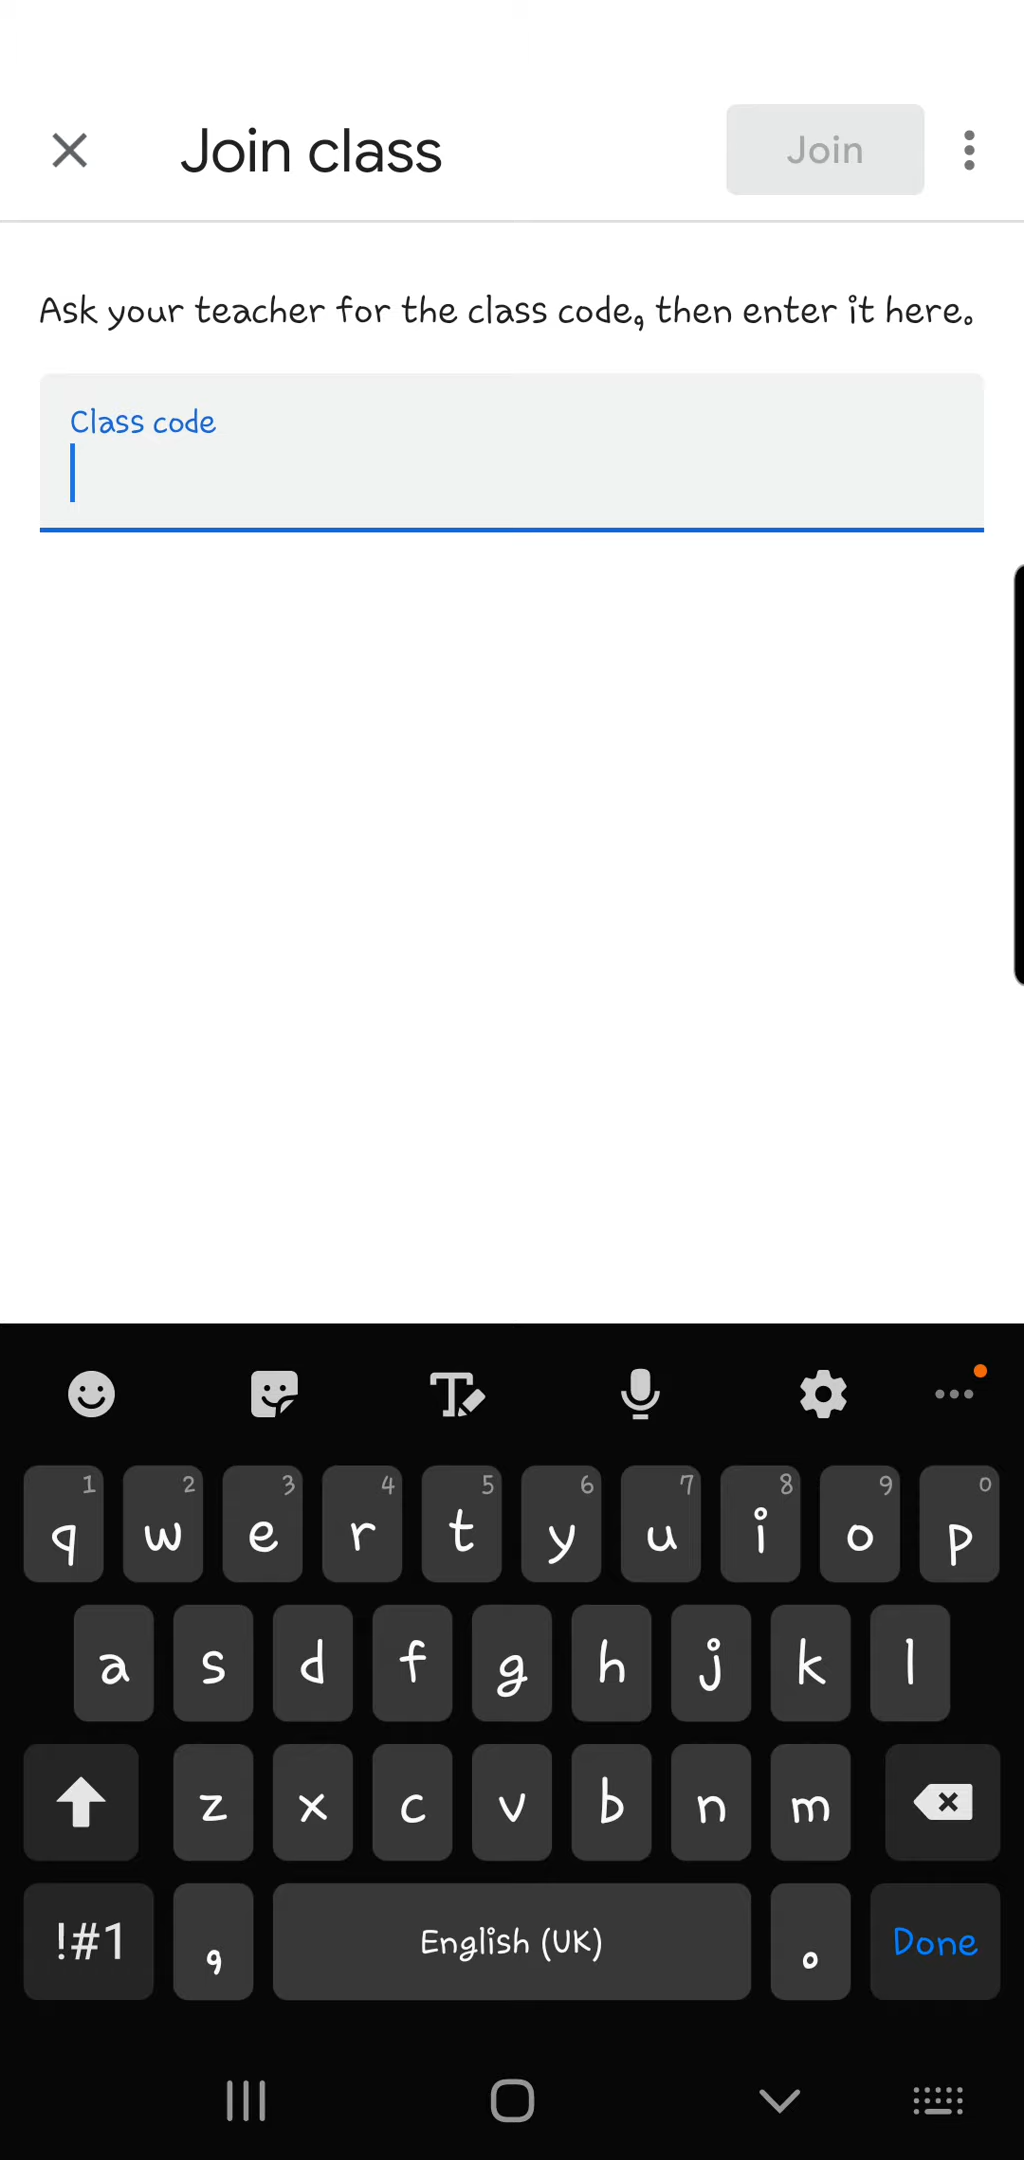 Join class
Join
Ask your teacher for the class code, then enter it here.
Class code
1 2 3 4 5 6 7 8 9 0
q w e r t y u i o p
a s d f g h j k l
z x c v b n m
!#1 , English (UK) . Done